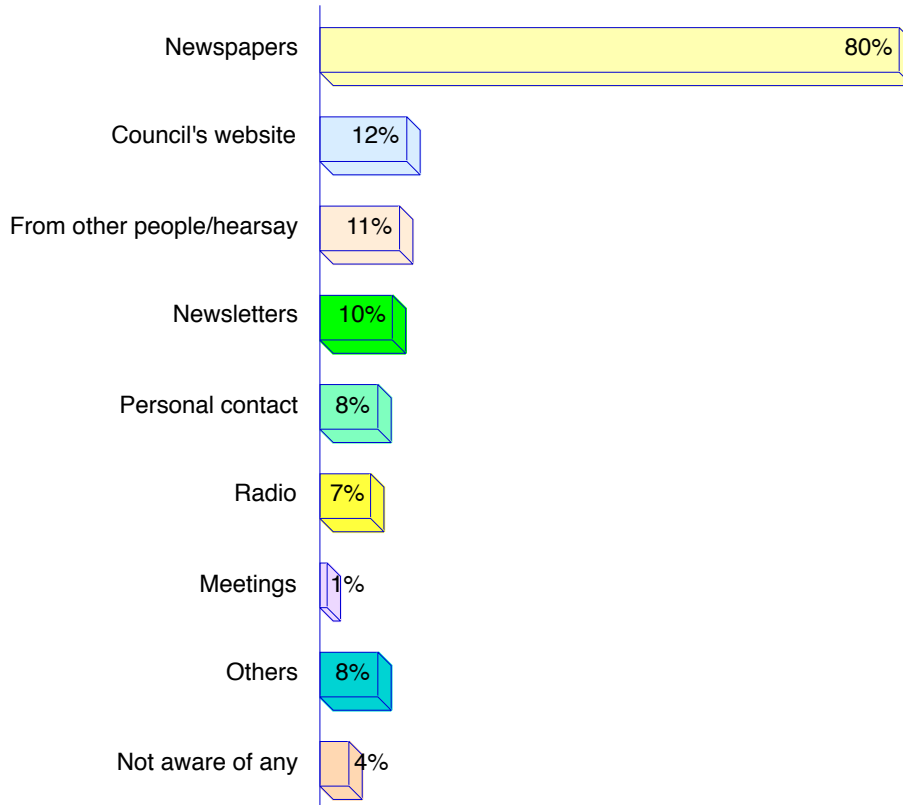 Newspapers 80%
Council's website 12%
From other people/hearsay 11%
Newsletters 10%
Personal contact 8%
Radio 7%
Meetings 1%
Others 8%
Not aware of any 4%